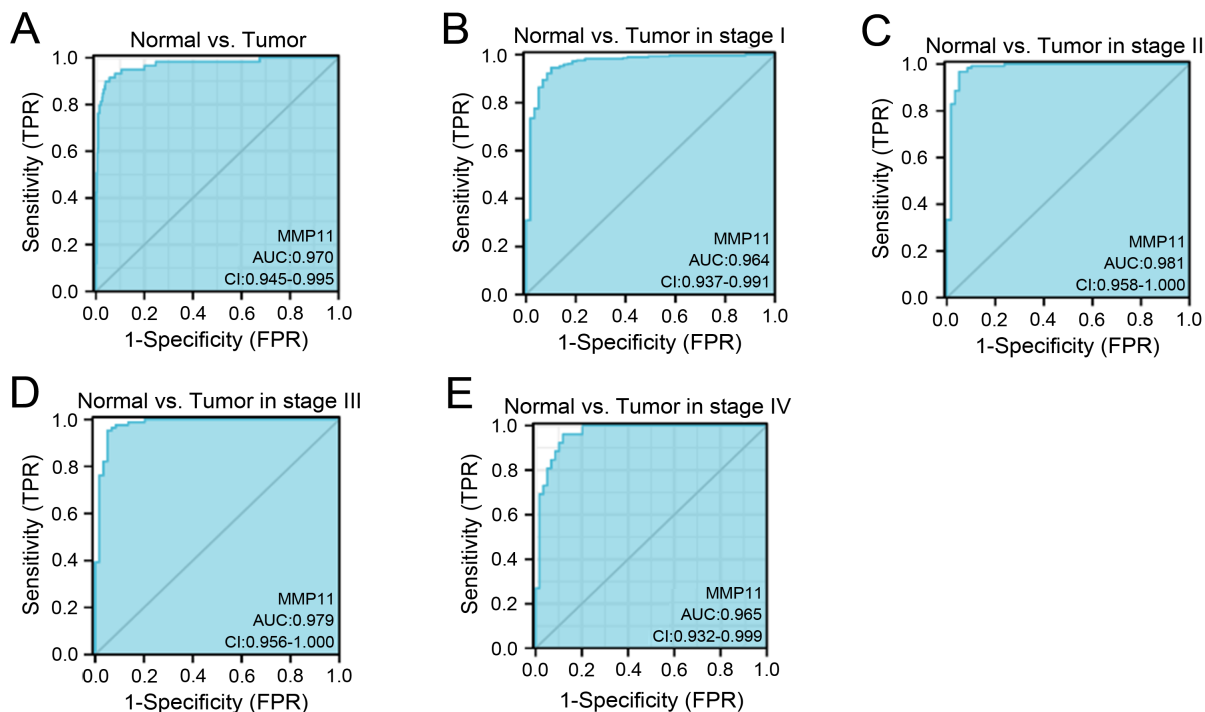 A
Normal vs. Tumor
Sensitivity (TPR)
1.0
0.8
0.6
0.4
0.2
0.0
MMP11
AUC:0.970
CI:0.945-0.995
0.0 0.2 0.4 0.6 0.8 1.0
1-Specificity (FPR)
B
Normal vs. Tumor in stage I
Sensitivity (TPR)
1.0
0.8
0.6
0.4
0.2
0.0
MMP11
AUC:0.964
CI:0.937-0.991
0.0 0.2 0.4 0.6 0.8 1.0
1-Specificity (FPR)
C
Normal vs. Tumor in stage II
Sensitivity (TPR)
1.0
0.8
0.6
0.4
0.2
0.0
MMP11
AUC:0.981
CI:0.958-1.000
0.0 0.2 0.4 0.6 0.8 1.0
1-Specificity (FPR)
D
Normal vs. Tumor in stage III
Sensitivity (TPR)
1.0
0.8
0.6
0.4
0.2
0.0
MMP11
AUC:0.979
CI:0.956-1.000
0.0 0.2 0.4 0.6 0.8 1.0
1-Specificity (FPR)
E
Normal vs. Tumor in stage IV
Sensitivity (TPR)
1.0
0.8
0.6
0.4
0.2
0.0
MMP11
AUC:0.965
CI:0.932-0.999
0.0 0.2 0.4 0.6 0.8 1.0
1-Specificity (FPR)